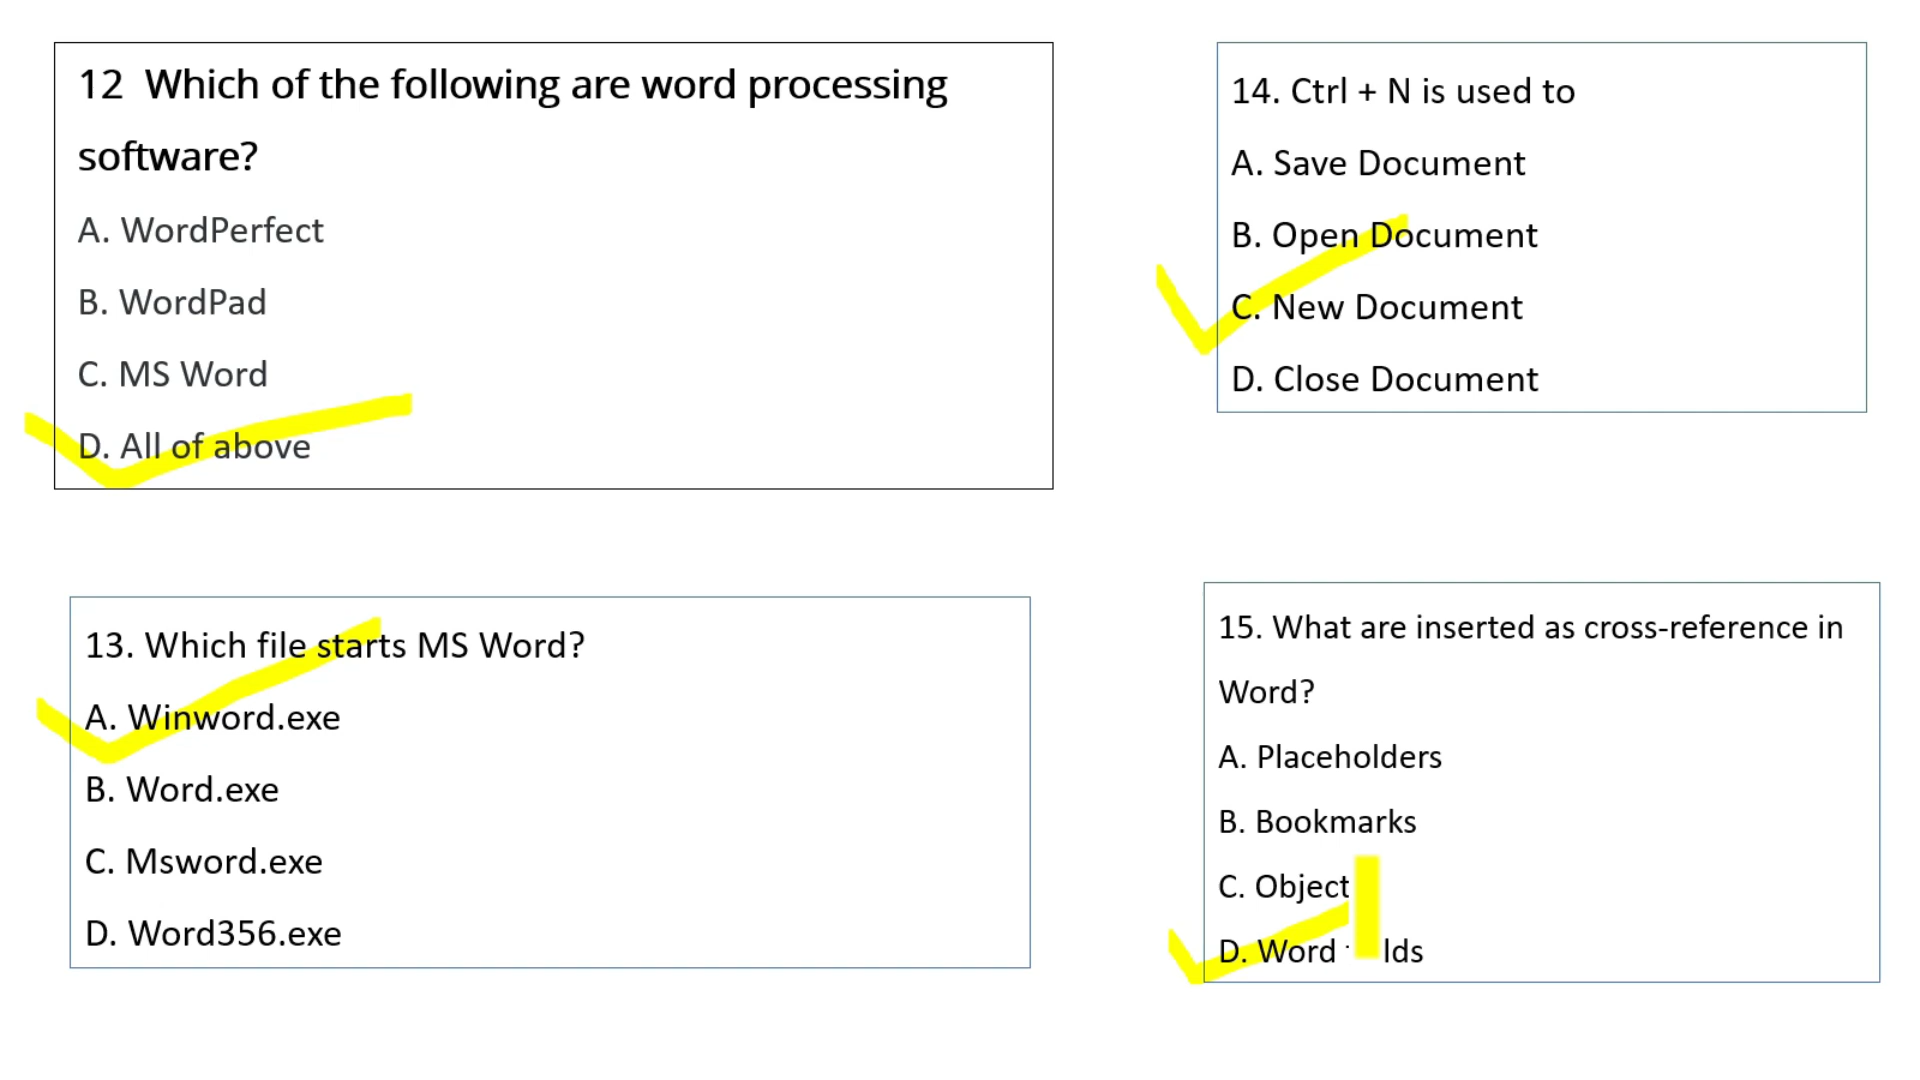 12 Which of the following are word processing
software?
A. WordPerfect
B. WordPad
C. MS Word
D. All of above
13. Which file starts MS Word?
A. Winword.exe
B. Word.exe
C. Msword.exe
D. Word356.exe
14. Ctrl + N is used to
A. Save Document
B. Open Document
C. New Document
D. Close Document
15. What are inserted as cross-reference in
Word?
A. Placeholders
B. Bookmarks
C. Object
D. Word